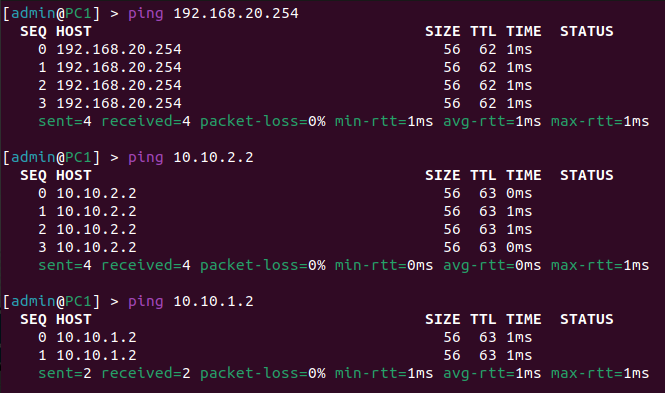 [admin@PC1] > ping 192.168.20.254
SEQ HOST SIZE TTL TIME STATUS
0 192.168.20.254 56 62 1ms
1 192.168.20.254 56 62 1ms
2 192.168.20.254 56 62 1ms
3 192.168.20.254 56 62 1ms
sent=4 received=4 packet-loss=0% min-rtt=1ms avg-rtt=1ms max-rtt=1ms
[admin@PC1] > ping 10.10.2.2
SEQ HOST SIZE TTL TIME STATUS
0 10.10.2.2 56 63 0ms
1 10.10.2.2 56 63 1ms
2 10.10.2.2 56 63 1ms
3 10.10.2.2 56 63 0ms
sent=4 received=4 packet-loss=0% min-rtt=0ms avg-rtt=0ms max-rtt=1ms
[admin@PC1] > ping 10.10.1.2
SEQ HOST SIZE TTL TIME STATUS
0 10.10.1.2 56 63 1ms
1 10.10.1.2 56 63 1ms
sent=2 received=2 packet-loss=0% min-rtt=1ms avg-rtt=1ms max-rtt=1ms